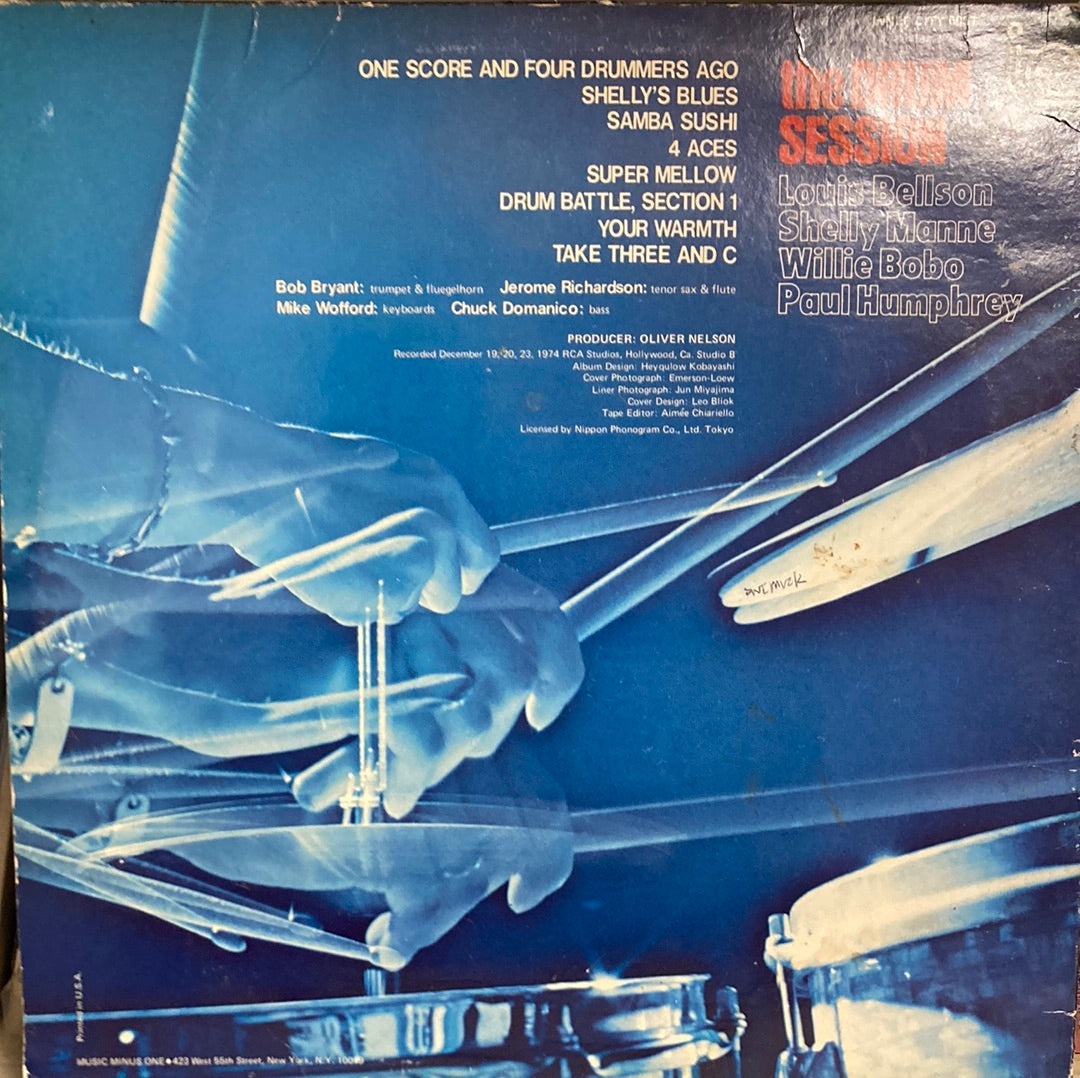 ONE SCORE AND FOUR DRUMMERS AGO
SHELLY'S BLUES
SAMBA SUSHI
4 ACES
SUPER MELLOW
DRUM BATTLE, SECTION 1
YOUR WARMTH
TAKE THREE AND C
Bob Bryant: trumpet & fluegelhorn Jerome Richardson: tenor sax & flute
Mike Wofford: keyboards Chuck Domanico: bass
PRODUCER: OLIVER NELSON
Recorded December 19, 20, 23, 1974 RCA Studios, Hollywood, Ca. Studio B
Album Design: Heyqulow Kobayashi
Cover Photograph: Emerson-Loew
Liner Photograph: Jun Miyajima
Cover Design: Leo Bliok
Tape Editor: Aimée Chiariello
Licensed by Nippon Phonogram Co., Ltd. Tokyo
INNER CITY
the DRUM
SESSION
Louis Bellson
Shelly Manne
Willie Bobo
Paul Humphrey
Printed in U.S.A.
MUSIC MINUS ONE●423 West 55th Street, New York, N.Y.